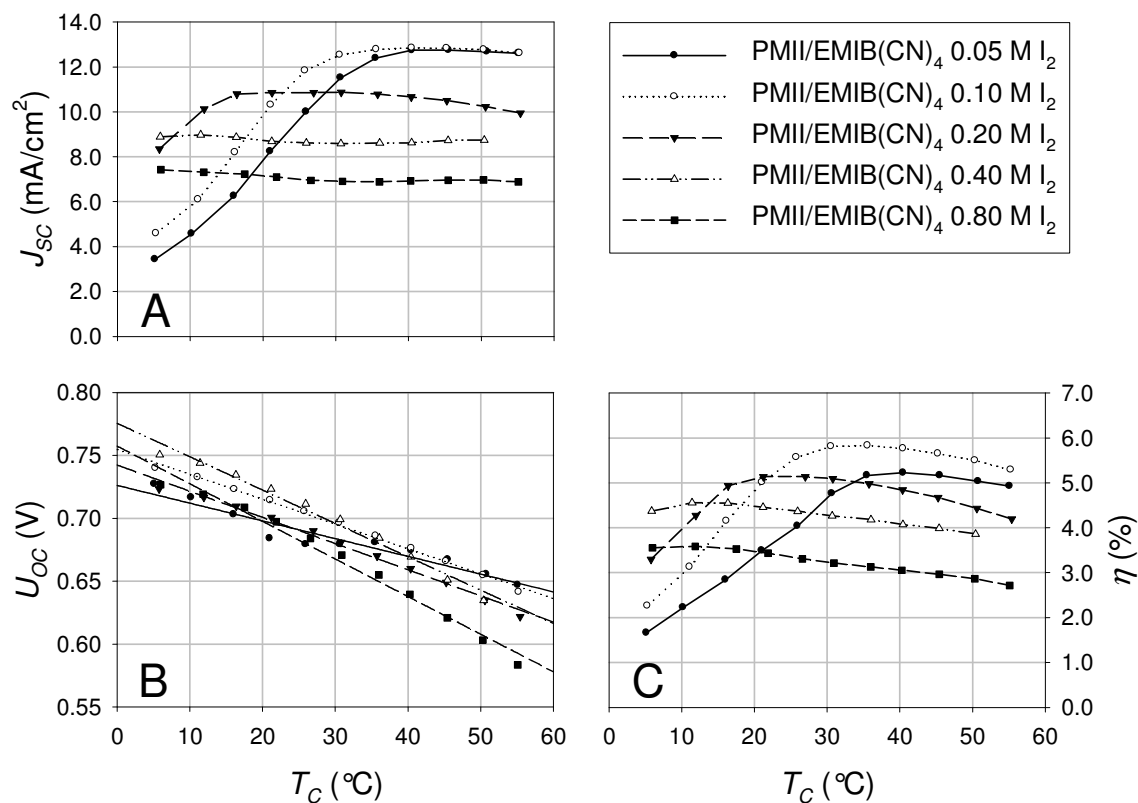 14.0
12.0
10.0
8.0
6.0
4.0
2.0
0.0
J_SC (mA/cm²)
A
PMII/EMIB(CN)₄ 0.05 M I₂
PMII/EMIB(CN)₄ 0.10 M I₂
PMII/EMIB(CN)₄ 0.20 M I₂
PMII/EMIB(CN)₄ 0.40 M I₂
PMII/EMIB(CN)₄ 0.80 M I₂
0.80
0.75
0.70
0.65
0.60
0.55
U_OC (V)
B
0 10 20 30 40 50 60
T_C (°C)
C
7.0
6.0
5.0
4.0
3.0
2.0
1.0
0.0
η (%)
0 10 20 30 40 50 60
T_C (°C)